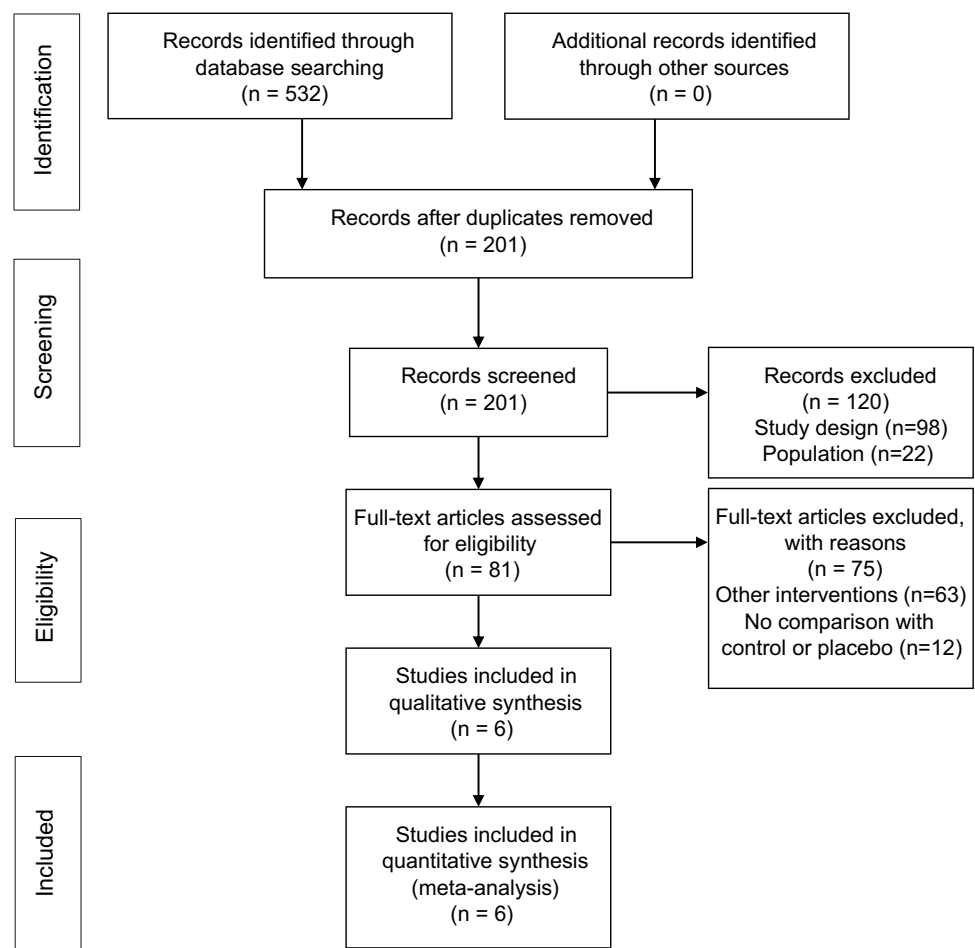 Identification
Records identified through
database searching
(n = 532)
Additional records identified
through other sources
(n = 0)
Records after duplicates removed
(n = 201)
Screening
Records screened
(n = 201)
Records excluded
(n = 120)
Study design (n=98)
Population (n=22)
Eligibility
Full-text articles assessed
for eligibility
(n = 81)
Full-text articles excluded,
with reasons
(n = 75)
Other interventions (n=63)
No comparison with
control or placebo (n=12)
Studies included in
qualitative synthesis
(n = 6)
Included
Studies included in
quantitative synthesis
(meta-analysis)
(n = 6)